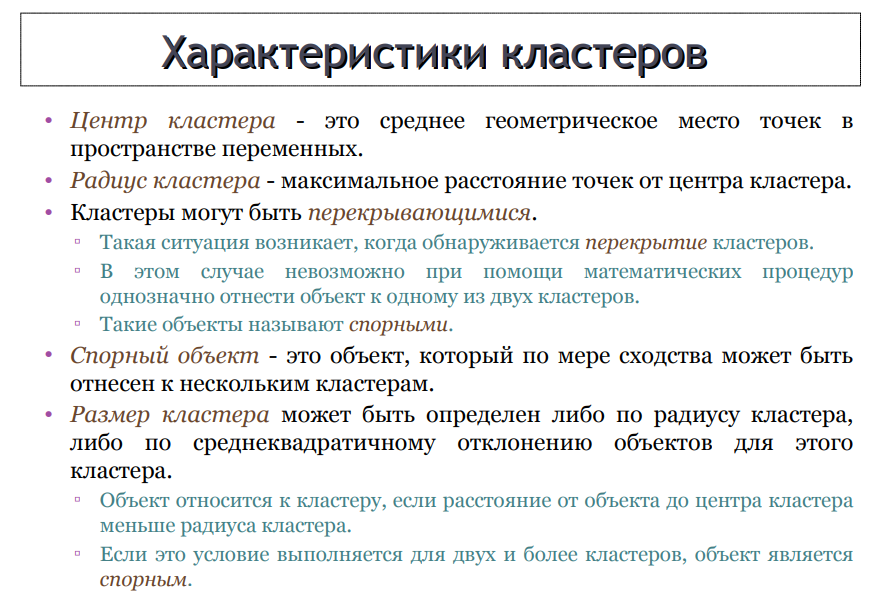 Характеристики кластеров
• Центр кластера - это среднее геометрическое место точек в
пространстве переменных.
• Радиус кластера - максимальное расстояние точек от центра кластера.
• Кластеры могут быть перекрывающимися.
▫ Такая ситуация возникает, когда обнаруживается перекрытие кластеров.
▫ В этом случае невозможно при помощи математических процедур
однозначно отнести объект к одному из двух кластеров.
▫ Такие объекты называют спорными.
• Спорный объект - это объект, который по мере сходства может быть
отнесен к нескольким кластерам.
• Размер кластера может быть определен либо по радиусу кластера,
либо по среднеквадратичному отклонению объектов для этого
кластера.
▫ Объект относится к кластеру, если расстояние от объекта до центра кластера
меньше радиуса кластера.
▫ Если это условие выполняется для двух и более кластеров, объект является
спорным.